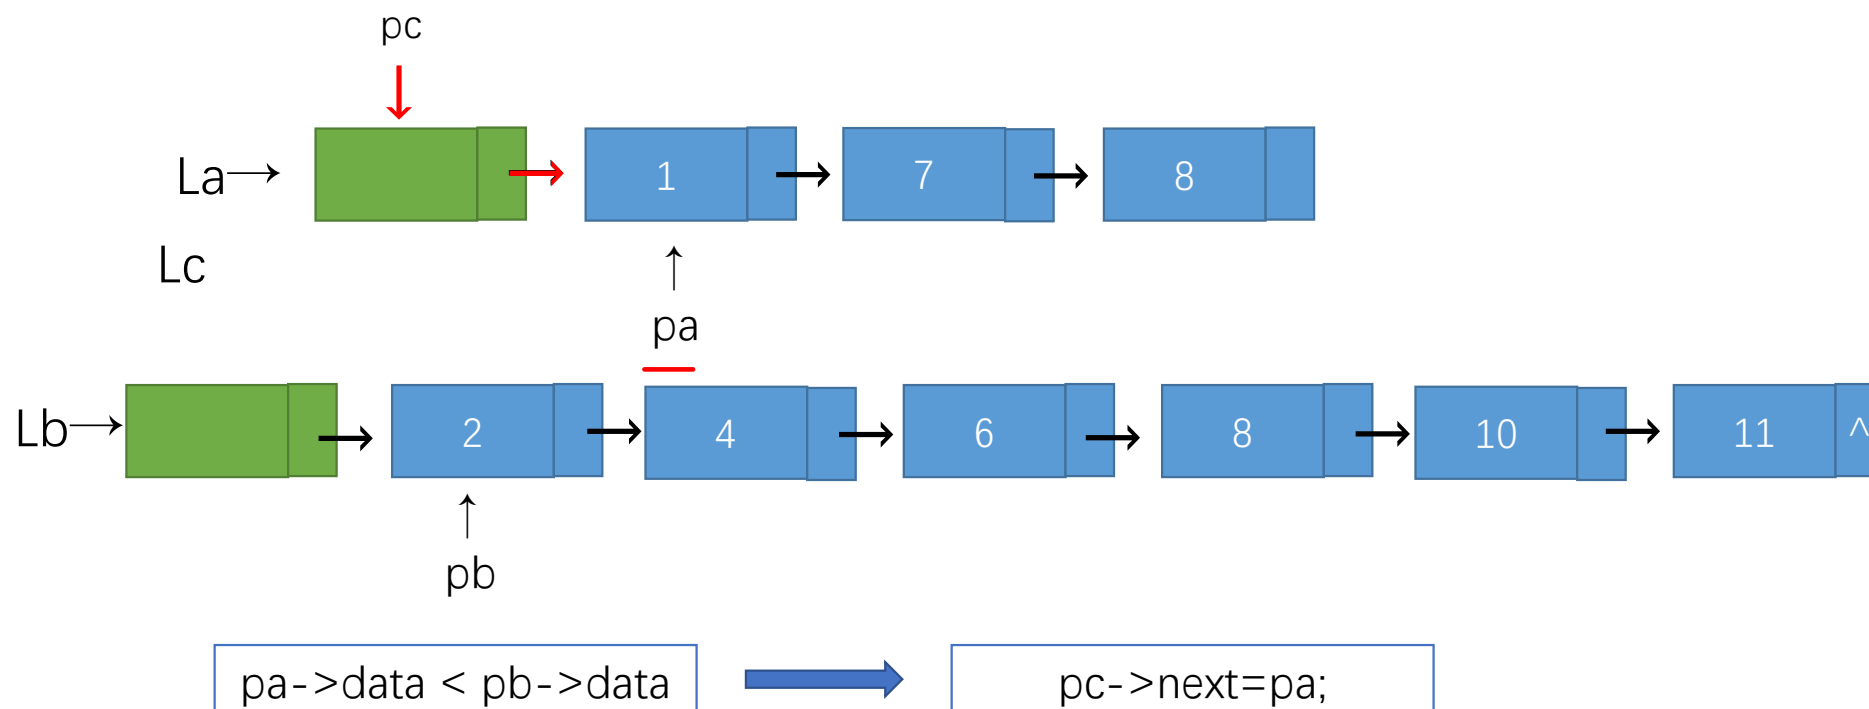 pc
La 1 7 8
Lc
pa
Lb 2 4 6 8 10 11 ^
pb
pa->data < pb->data
pc->next=pa;